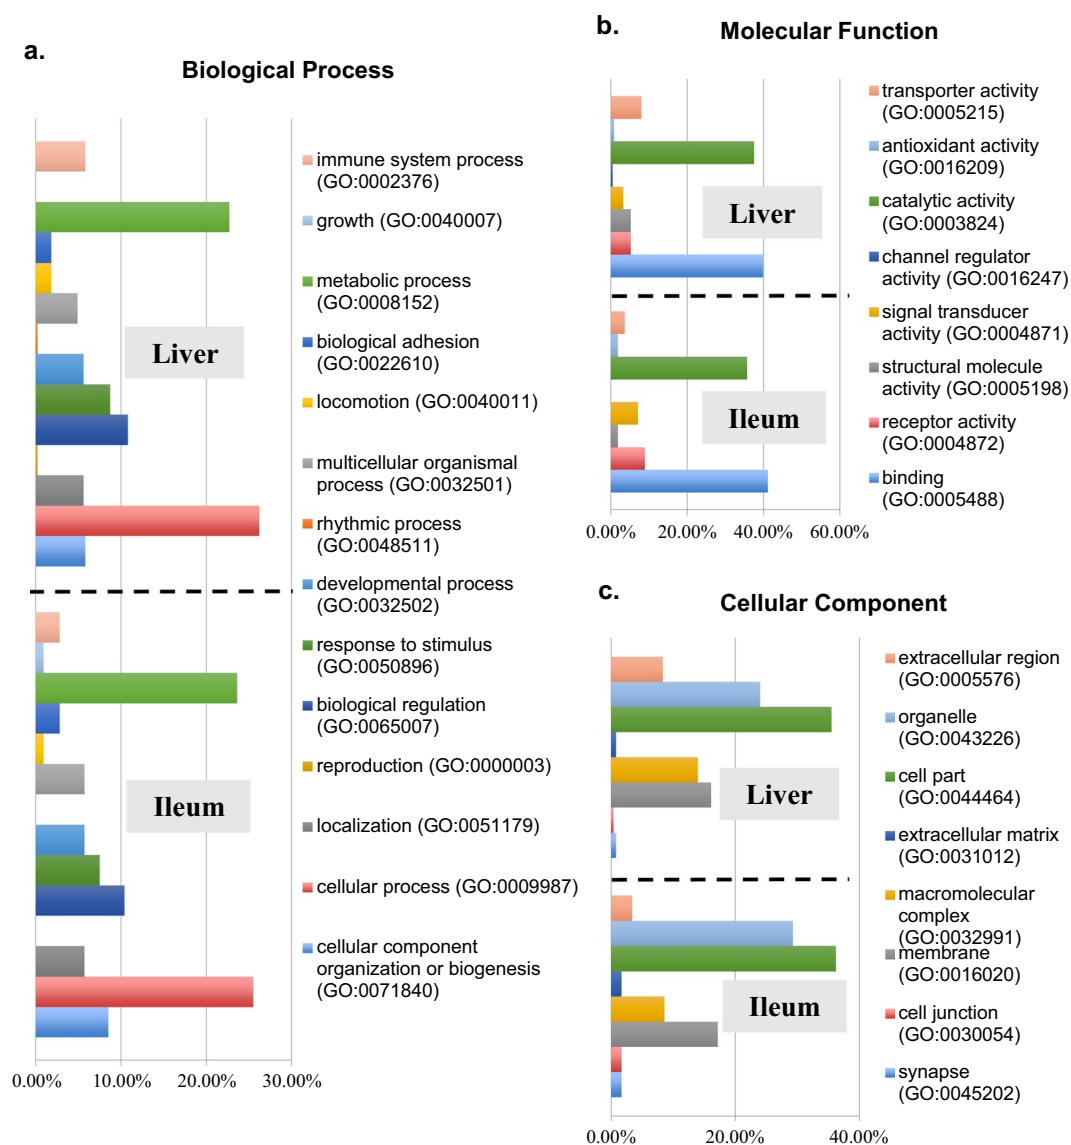 a.
Biological Process
immune system process
(GO:0002376)
growth (GO:0040007)
metabolic process
(GO:0008152)
biological adhesion
(GO:0022610)
locomotion (GO:0040011)
multicellular organismal
process (GO:0032501)
rhythmic process
(GO:0048511)
developmental process
(GO:0032502)
response to stimulus
(GO:0050896)
biological regulation
(GO:0065007)
reproduction (GO:0000003)
localization (GO:0051179)
cellular process (GO:0009987)
cellular component
organization or biogenesis
(GO:0071840)
Liver
Ileum
0.00% 10.00% 20.00% 30.00%
b.
Molecular Function
transporter activity
(GO:0005215)
antioxidant activity
(GO:0016209)
catalytic activity
(GO:0003824)
channel regulator
activity (GO:0016247)
signal transducer
activity (GO:0004871)
structural molecule
activity (GO:0005198)
receptor activity
(GO:0004872)
binding
(GO:0005488)
Liver
Ileum
0.00% 20.00% 40.00% 60.00%
c.
Cellular Component
extracellular region
(GO:0005576)
organelle
(GO:0043226)
cell part
(GO:0044464)
extracellular matrix
(GO:0031012)
macromolecular
complex
(GO:0032991)
membrane
(GO:0016020)
cell junction
(GO:0030054)
synapse
(GO:0045202)
Liver
Ileum
0.00% 20.00% 40.00%